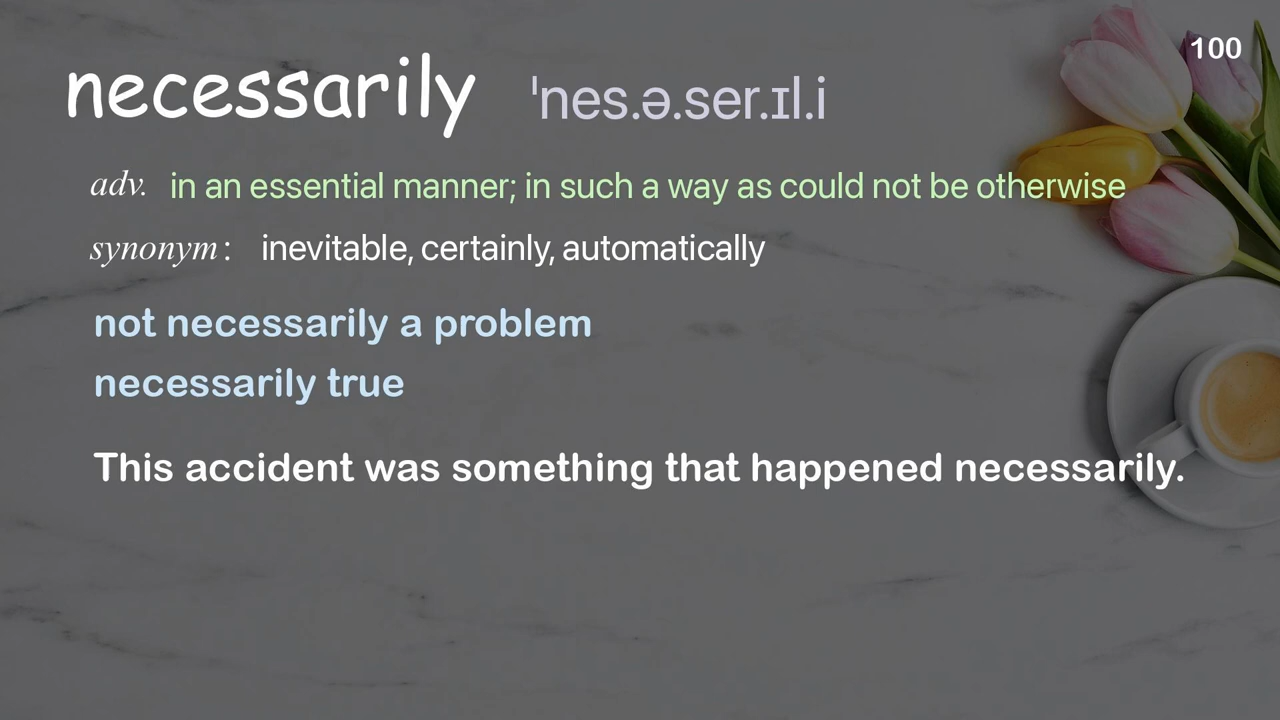 100
necessarily ˈnes.ə.ser.ɪl.i
adv. in an essential manner; in such a way as could not be otherwise
synonym: inevitable, certainly, automatically
not necessarily a problem
necessarily true
This accident was something that happened necessarily.